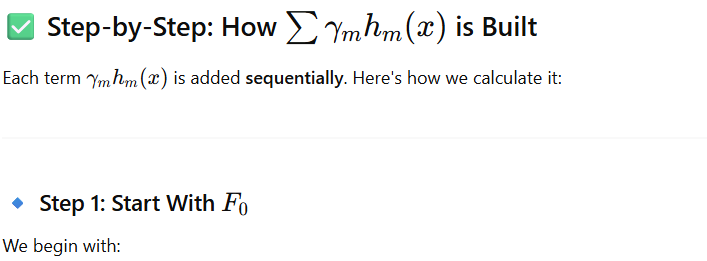 ✅ Step-by-Step: How ∑ γₘhₘ(x) is Built
Each term γₘhₘ(x) is added sequentially. Here's how we calculate it:
🔹 Step 1: Start With F₀
We begin with: